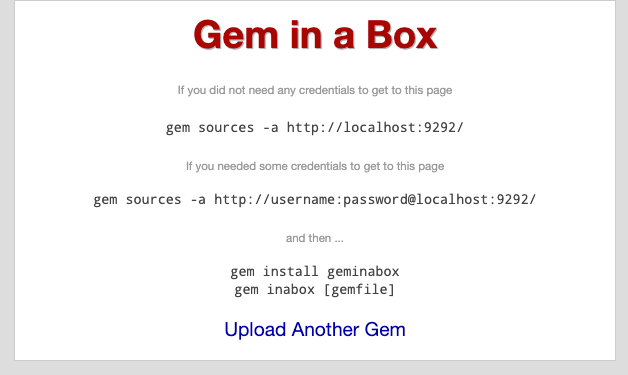 Gem in a Box
If you did not need any credentials to get to this page
gem sources -a http://localhost:9292/
If you needed some credentials to get to this page
gem sources -a http://username:password@localhost:9292/
and then ...
gem install geminabox
gem inabox [gemfile]
Upload Another Gem